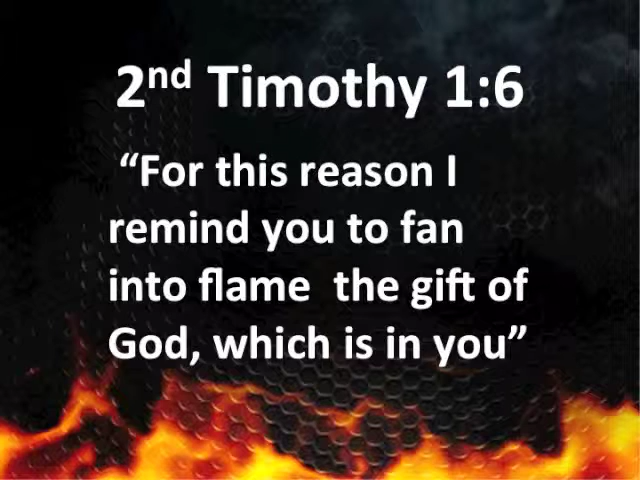 2nd Timothy 1:6
“For this reason I
remind you to fan
into flame  the gift of
God, which is in you”